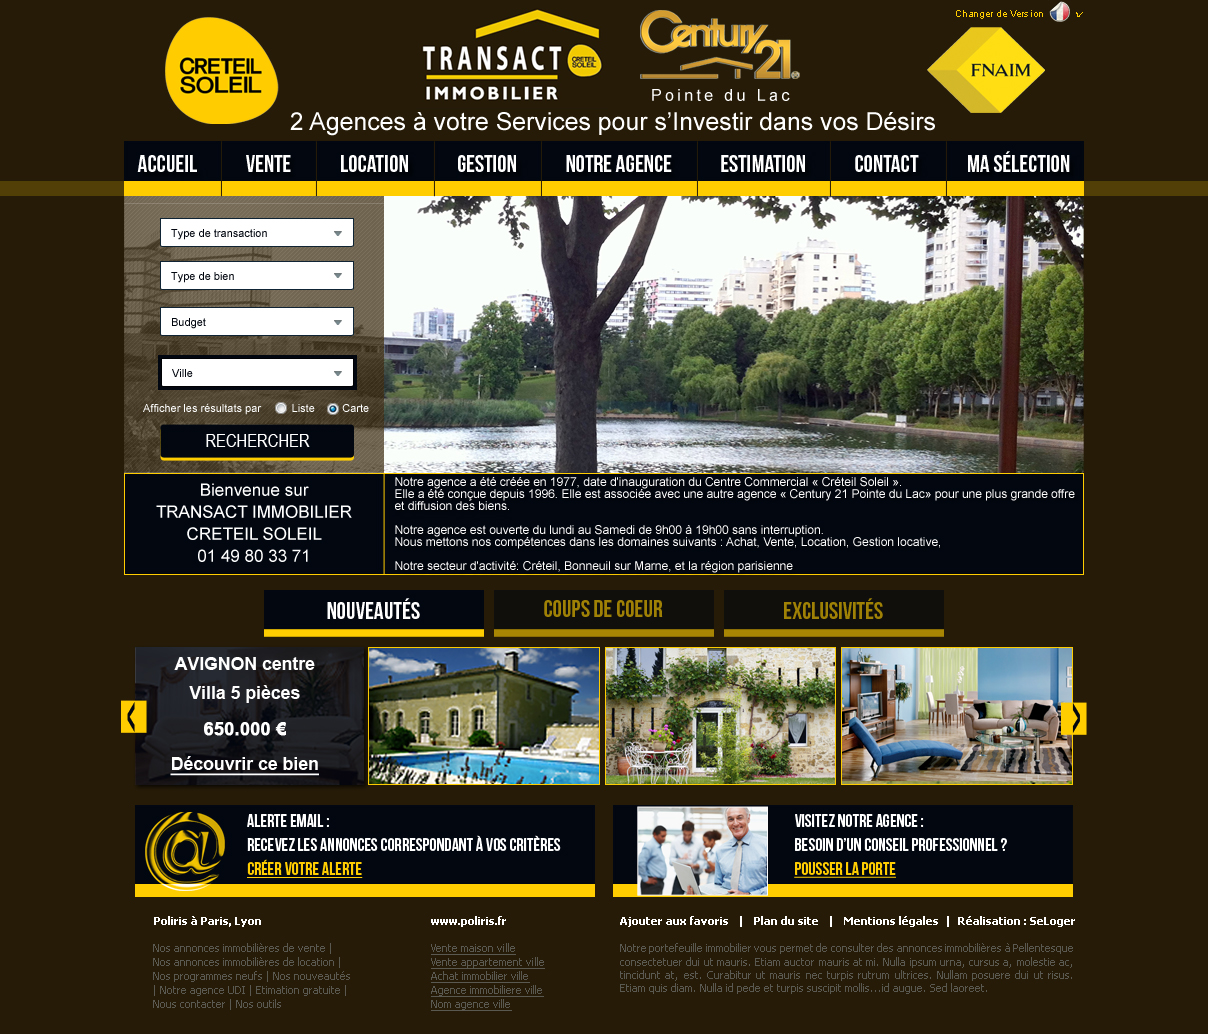 Changer de Version
CRETEIL
SOLEIL
TRANSACT
CRETEIL
SOLEIL
IMMOBILIER
Century 21
Pointe du Lac
FNAIM
2 Agences à votre Services pour s’Investir dans vos Désirs
ACCUEIL VENTE LOCATION GESTION NOTRE AGENCE ESTIMATION CONTACT MA SÉLECTION
Type de transaction
Type de bien
Budget
Ville
Afficher les résultats par Liste Carte
RECHERCHER
Bienvenue sur
TRANSACT IMMOBILIER
CRETEIL SOLEIL
01 49 80 33 71
Notre agence a été créée en 1977, date d'inauguration du Centre Commercial « Créteil Soleil ».
Elle a été conçue depuis 1996. Elle est associée avec une autre agence « Century 21 Pointe du Lac» pour une plus grande offre
et diffusion des biens.
Notre agence est ouverte du lundi au Samedi de 9h00 à 19h00 sans interruption.
Nous mettons nos compétences dans les domaines suivants : Achat, Vente, Location, Gestion locative,
Notre secteur d'activité: Créteil, Bonneuil sur Marne, et la région parisienne
NOUVEAUTÉS COUPS DE COEUR EXCLUSIVITÉS
AVIGNON centre
Villa 5 pièces
650.000 €
Découvrir ce bien
ALERTE EMAIL :
RECEVEZ LES ANNONCES CORRESPONDANT À VOS CRITÈRES
CRÉER VOTRE ALERTE
VISITEZ NOTRE AGENCE :
BESOIN D'UN CONSEIL PROFESSIONNEL ?
POUSSER LA PORTE
Poliris à Paris, Lyon
Nos annonces immobilières de vente |
Nos annonces immobilières de location |
Nos programmes neufs | Nos nouveautés
| Notre agence UDI | Etimation gratuite |
Nous contacter | Nos outils
www.poliris.fr
Vente maison ville
Vente appartement ville
Achat immobilier ville
Agence immobiliere ville
Nom agence ville
Ajouter aux favoris | Plan du site | Mentions légales | Réalisation : SeLoger
Notre portefeuille immobilier vous permet de consulter des annonces immobilières à Pellentesque
consectetuer dui ut mauris. Etiam auctor mauris at mi. Nulla ipsum urna, cursus a, molestie ac,
tincidunt at, est. Curabitur ut mauris nec turpis rutrum ultrices. Nullam posuere dui ut risus.
Etiam quis diam. Nulla id pede et turpis suscipit mollis...id augue. Sed laoreet.